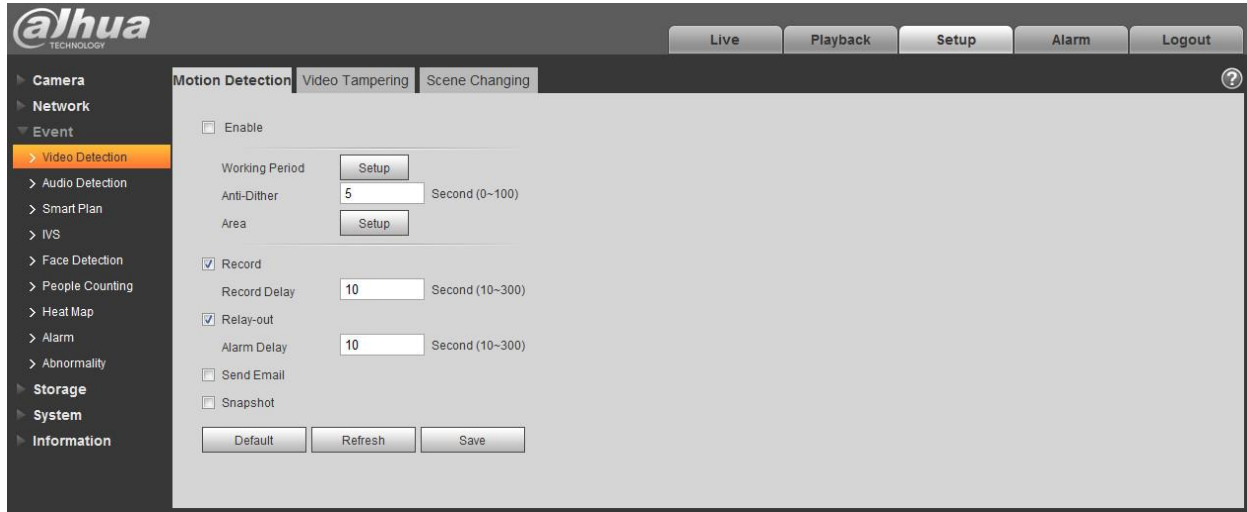 alhua
TECHNOLOGY
Live Playback Setup Alarm Logout
Camera
Network
Event
Video Detection
Audio Detection
Smart Plan
IVS
Face Detection
People Counting
Heat Map
Alarm
Abnormality
Storage
System
Information
Motion Detection Video Tampering Scene Changing ?
Enable
Working Period Setup
Anti-Dither 5 Second (0~100)
Area Setup
Record
Record Delay 10 Second (10~300)
Relay-out
Alarm Delay 10 Second (10~300)
Send Email
Snapshot
Default Refresh Save